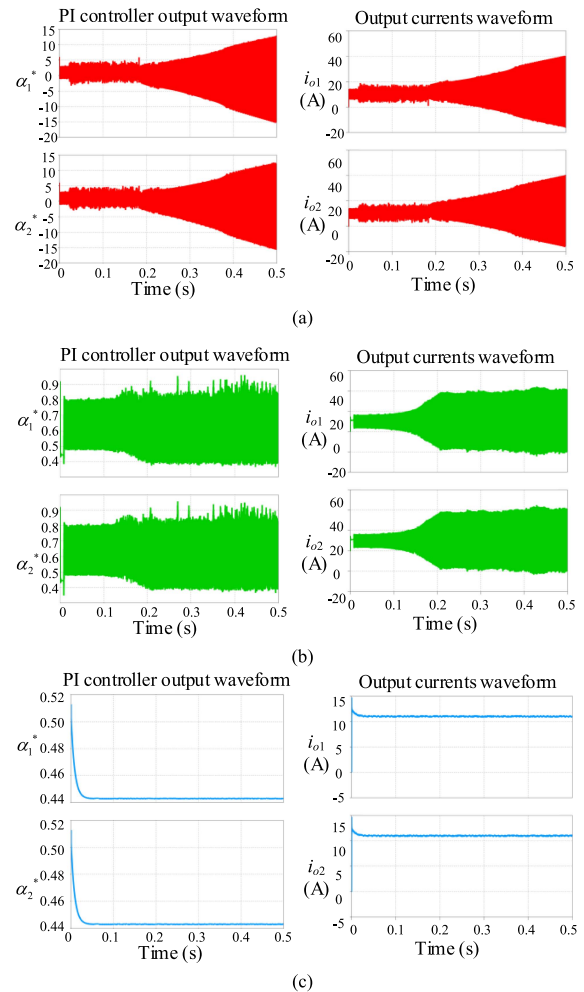 PI controller output waveform
Output currents waveform
15
10
5
0
-5
-10
-15
-20
α₁*
60
40
20
0
-20
i_o1
(A)
15
10
5
0
-5
-10
-15
-20
α₂*
0 0.1 0.2 0.3 0.4 0.5
Time (s)
60
40
20
0
-20
i_o2
(A)
0 0.1 0.2 0.3 0.4 0.5
Time (s)
(a)
PI controller output waveform
Output currents waveform
0.9
0.8
0.7
0.6
0.5
0.4
α₁*
60
40
20
0
-20
i_o1
(A)
0.9
0.8
0.7
0.6
0.5
0.4
α₂*
0 0.1 0.2 0.3 0.4 0.5
Time (s)
60
40
20
0
-20
i_o2
(A)
0 0.1 0.2 0.3 0.4 0.5
Time (s)
(b)
PI controller output waveform
Output currents waveform
0.52
0.50
0.48
0.46
0.44
α₁*
15
10
5
0
-5
i_o1
(A)
0.52
0.50
0.48
0.46
0.44
α₂*
0 0.1 0.2 0.3 0.4 0.5
Time (s)
15
10
5
0
-5
i_o2
(A)
0 0.1 0.2 0.3 0.4 0.5
Time (s)
(c)